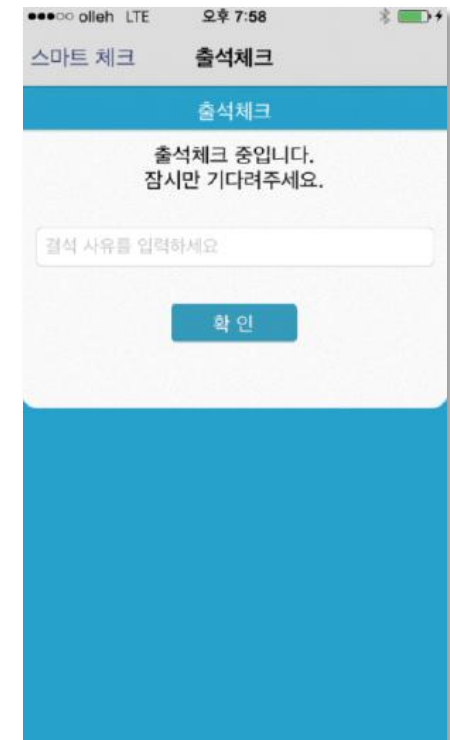 olleh LTE 오후 7:58
스마트 체크 출석체크
출석체크
출석체크 중입니다.
잠시만 기다려주세요.
결석 사유를 입력하세요
확 인